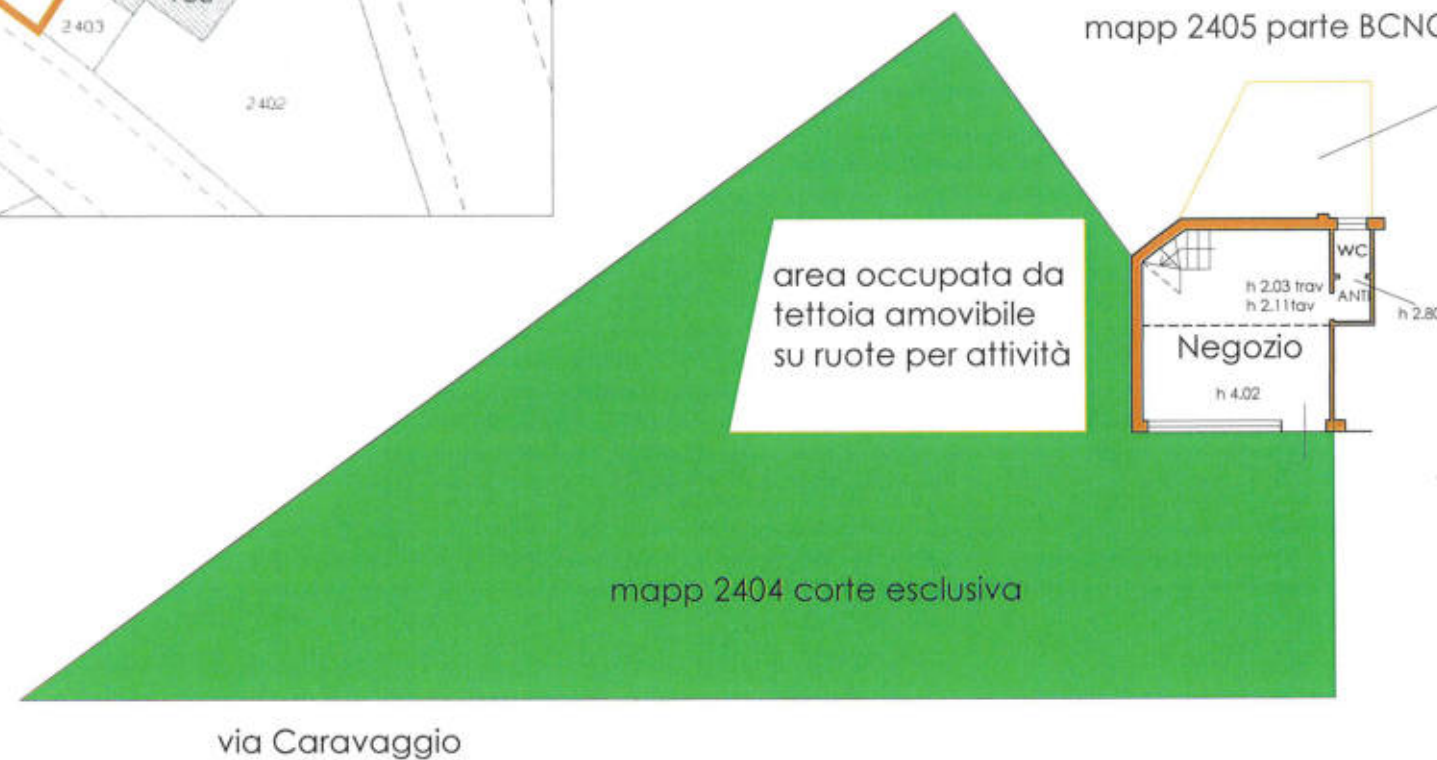 2403
2402
mapp 2405 parte BCNC
area occupata da
tettoia amovibile
su ruote per attività
WC
ANTI
h 2.03 trav
h 2.11tav
h 2.80
Negozio
h 4.02
mapp 2404 corte esclusiva
via Caravaggio